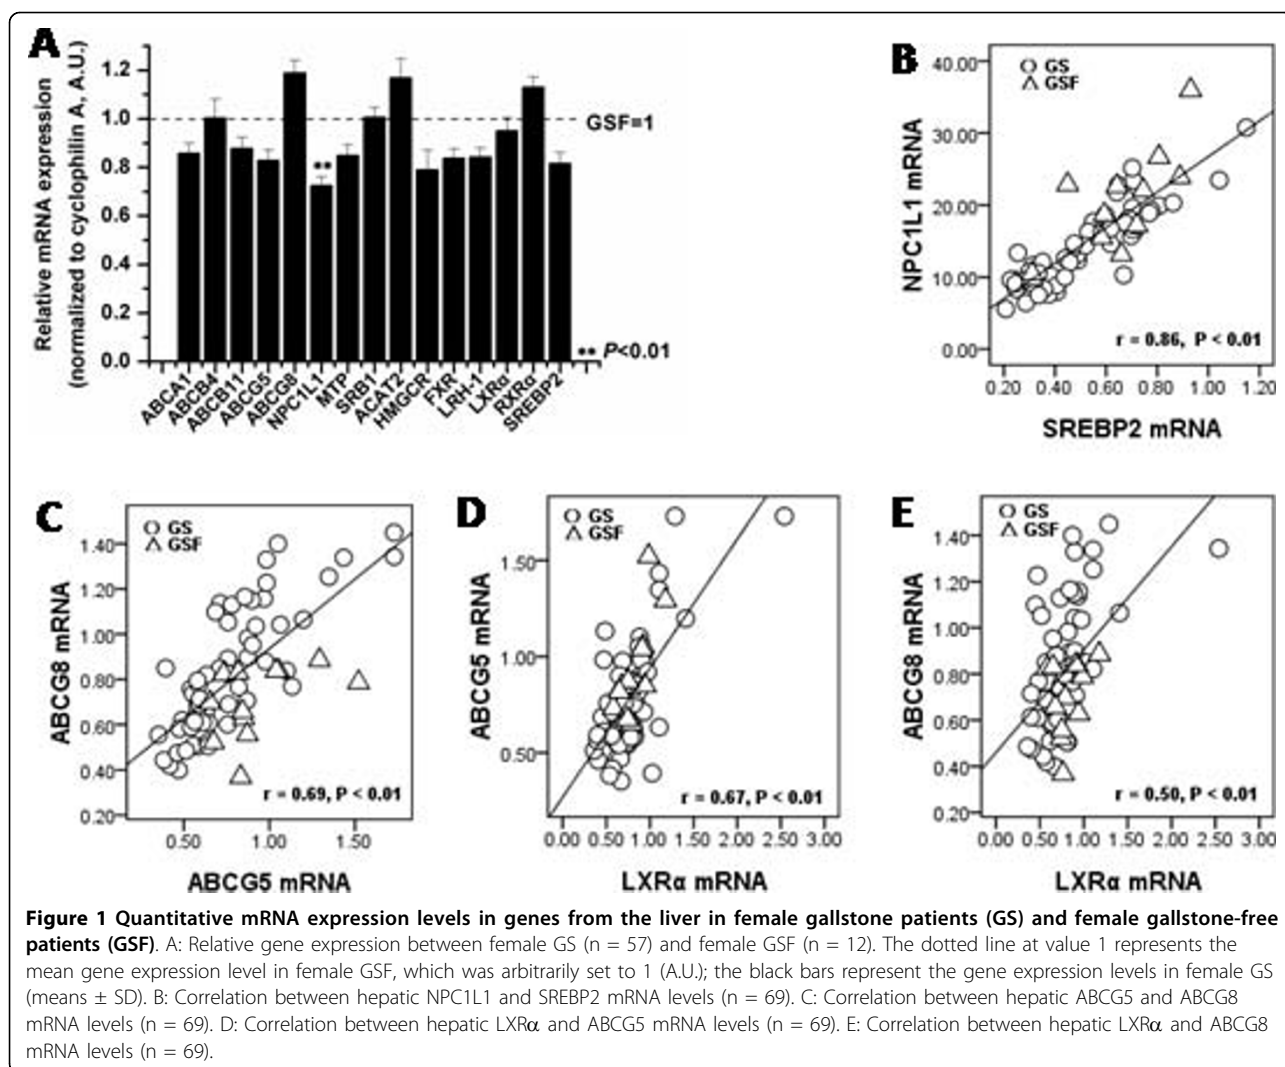 A
Relative mRNA expression
(normalized to cyclophilin A, A.U.)
1.2
1.0
0.8
0.6
0.4
0.2
0.0
GSF=1
**
** P<0.01
ABCA1
ABCB4
ABCB11
ABCG5
ABCG8
NPC1L1
MTP
SRB1
ACAT2
HMGCR
FXR
LRH-1
LXRα
RXRα
SREBP2
B
NPC1L1 mRNA
40.00
30.00
20.00
10.00
0.00
GS
GSF
r = 0.86, P < 0.01
0.20 0.40 0.60 0.80 1.00 1.20
SREBP2 mRNA
C
ABCG8 mRNA
1.40
1.20
1.00
0.80
0.60
0.40
0.20
GS
GSF
r = 0.69, P < 0.01
0.50 1.00 1.50
ABCG5 mRNA
D
ABCG5 mRNA
1.50
1.00
0.50
GS
GSF
r = 0.67, P < 0.01
0.00 0.50 1.00 1.50 2.00 2.50 3.00
LXRα mRNA
E
ABCG8 mRNA
1.40
1.20
1.00
0.80
0.60
0.40
0.20
GS
GSF
r = 0.50, P < 0.01
0.00 0.50 1.00 1.50 2.00 2.50 3.00
LXRα mRNA
Figure 1 Quantitative mRNA expression levels in genes from the liver in female gallstone patients (GS) and female gallstone-free
patients (GSF). A: Relative gene expression between female GS (n = 57) and female GSF (n = 12). The dotted line at value 1 represents the
mean gene expression level in female GSF, which was arbitrarily set to 1 (A.U.); the black bars represent the gene expression levels in female GS
(means ± SD). B: Correlation between hepatic NPC1L1 and SREBP2 mRNA levels (n = 69). C: Correlation between hepatic ABCG5 and ABCG8
mRNA levels (n = 69). D: Correlation between hepatic LXRα and ABCG5 mRNA levels (n = 69). E: Correlation between hepatic LXRα and ABCG8
mRNA levels (n = 69).